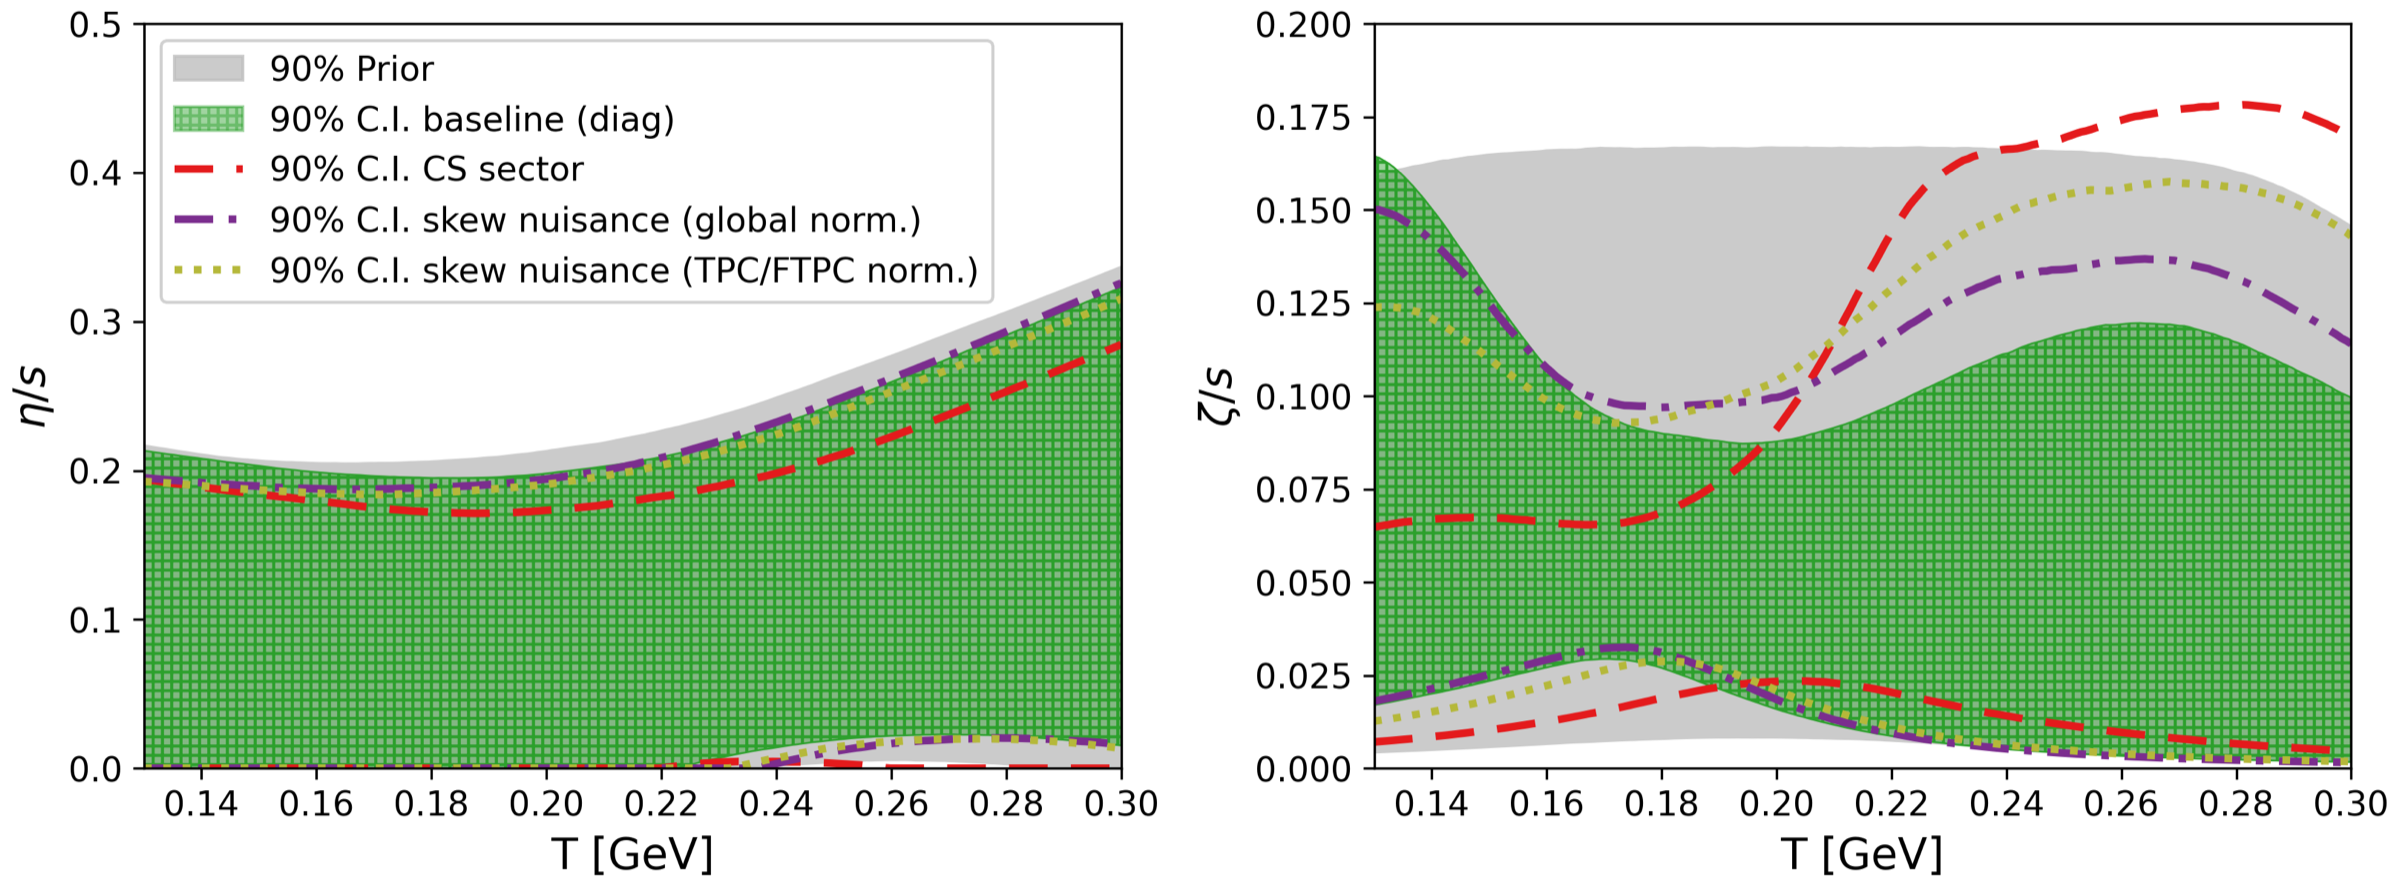 0.5
0.4
0.3
0.2
0.1
0.0
η/s
90% Prior
90% C.I. baseline (diag)
90% C.I. CS sector
90% C.I. skew nuisance (global norm.)
90% C.I. skew nuisance (TPC/FTPC norm.)
0.14 0.16 0.18 0.20 0.22 0.24 0.26 0.28 0.30
T [GeV]
0.200
0.175
0.150
0.125
0.100
0.075
0.050
0.025
0.000
ζ/s
0.14 0.16 0.18 0.20 0.22 0.24 0.26 0.28 0.30
T [GeV]